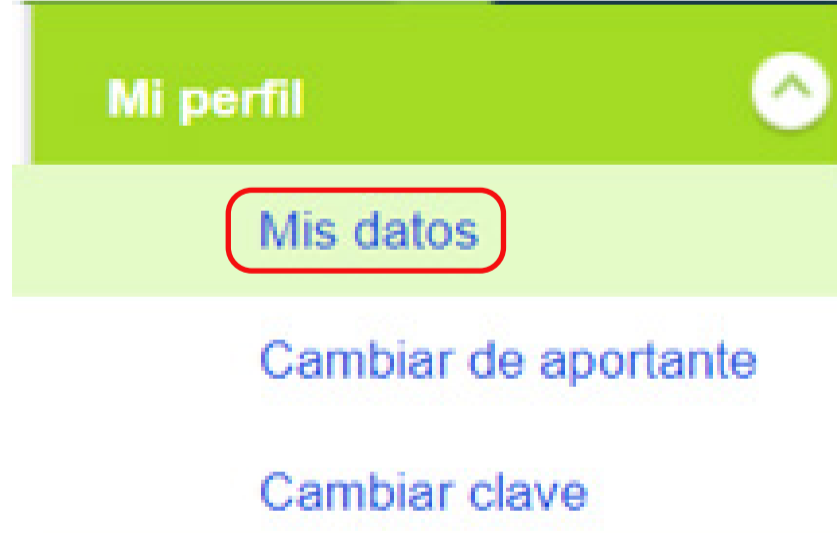 Mi perfil
Mis datos
Cambiar de aportante
Cambiar clave